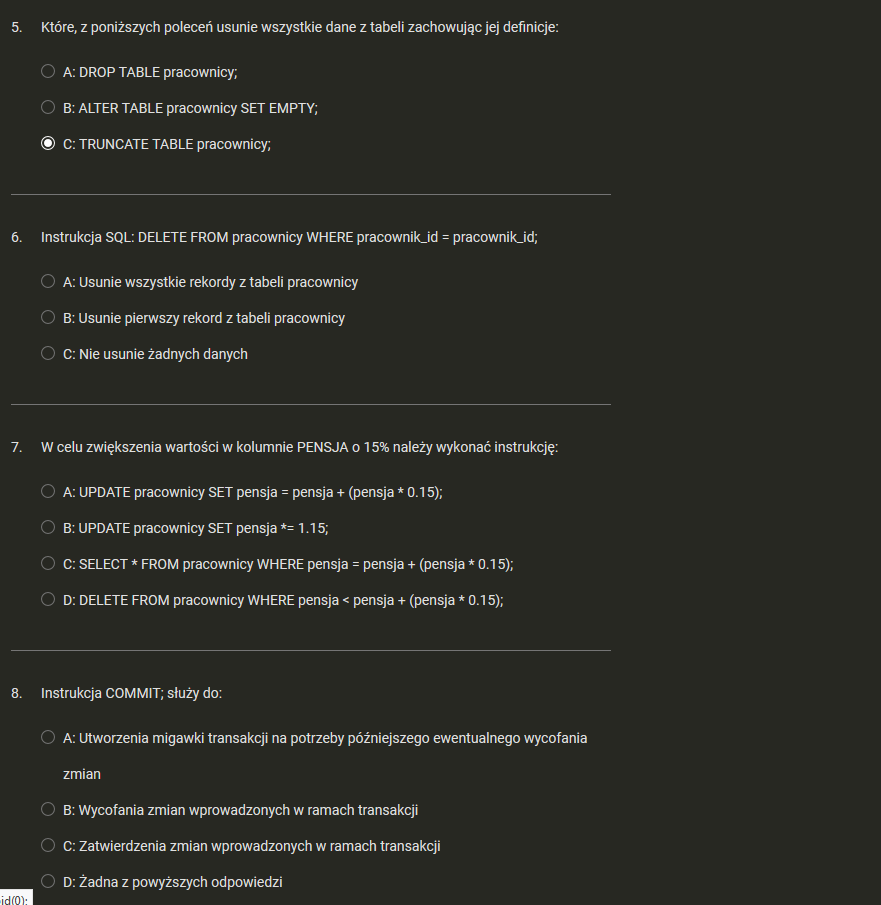 5. Które, z poniższych poleceń usunie wszystkie dane z tabeli zachowując jej definicje:
A: DROP TABLE pracownicy;
B: ALTER TABLE pracownicy SET EMPTY;
C: TRUNCATE TABLE pracownicy;
6. Instrukcja SQL: DELETE FROM pracownicy WHERE pracownik_id = pracownik_id;
A: Usunie wszystkie rekordy z tabeli pracownicy
B: Usunie pierwszy rekord z tabeli pracownicy
C: Nie usunie żadnych danych
7. W celu zwiększenia wartości w kolumnie PENSJA o 15% należy wykonać instrukcję:
A: UPDATE pracownicy SET pensja = pensja + (pensja * 0.15);
B: UPDATE pracownicy SET pensja *= 1.15;
C: SELECT * FROM pracownicy WHERE pensja = pensja + (pensja * 0.15);
D: DELETE FROM pracownicy WHERE pensja < pensja + (pensja * 0.15);
8. Instrukcja COMMIT; służy do:
A: Utworzenia migawki transakcji na potrzeby późniejszego ewentualnego wycofania
zmian
B: Wycofania zmian wprowadzonych w ramach transakcji
C: Zatwierdzenia zmian wprowadzonych w ramach transakcji
D: Żadna z powyższych odpowiedzi
id(0);